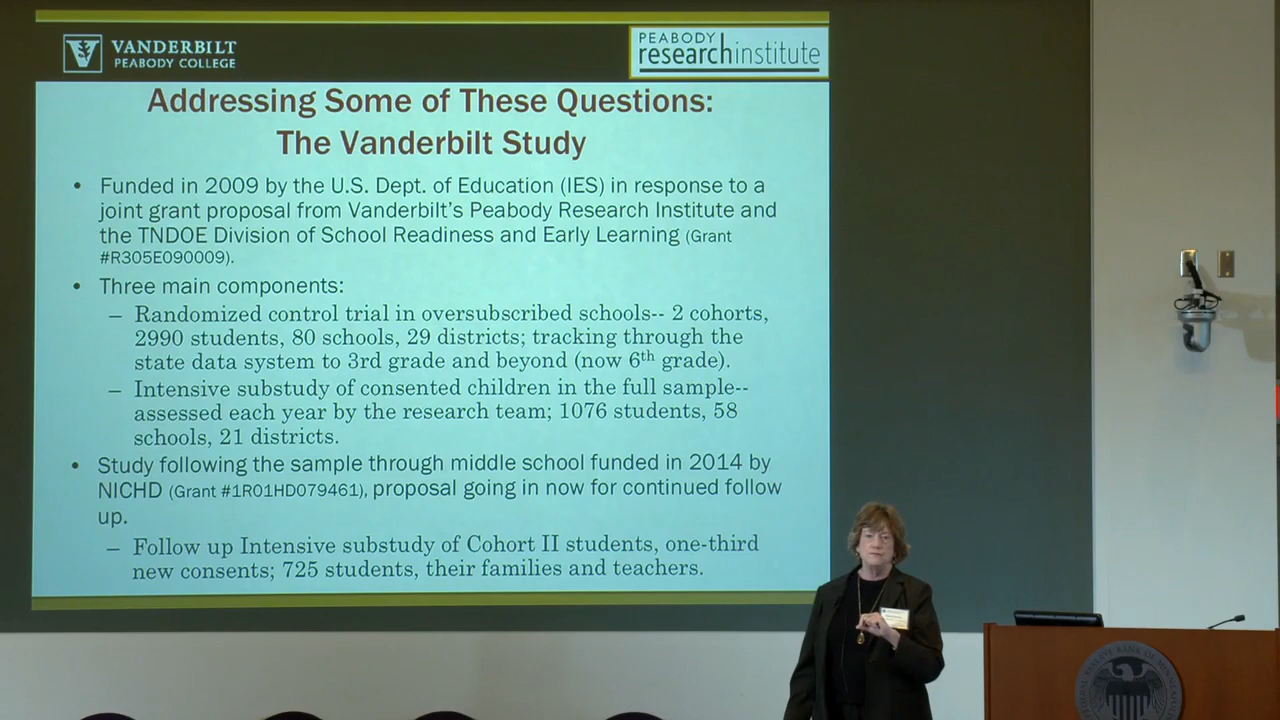 VANDERBILT
PEABODY COLLEGE
PEABODY
researchinstitute
Addressing Some of These Questions:
The Vanderbilt Study
• Funded in 2009 by the U.S. Dept. of Education (IES) in response to a
joint grant proposal from Vanderbilt's Peabody Research Institute and
the TNDOE Division of School Readiness and Early Learning (Grant
#R305E090009).
• Three main components:
– Randomized control trial in oversubscribed schools-- 2 cohorts,
2990 students, 80 schools, 29 districts; tracking through the
state data system to 3rd grade and beyond (now 6th grade).
– Intensive substudy of consented children in the full sample--
assessed each year by the research team; 1076 students, 58
schools, 21 districts.
• Study following the sample through middle school funded in 2014 by
NICHD (Grant #1R01HD079461), proposal going in now for continued follow
up.
– Follow up Intensive substudy of Cohort II students, one-third
new consents; 725 students, their families and teachers.